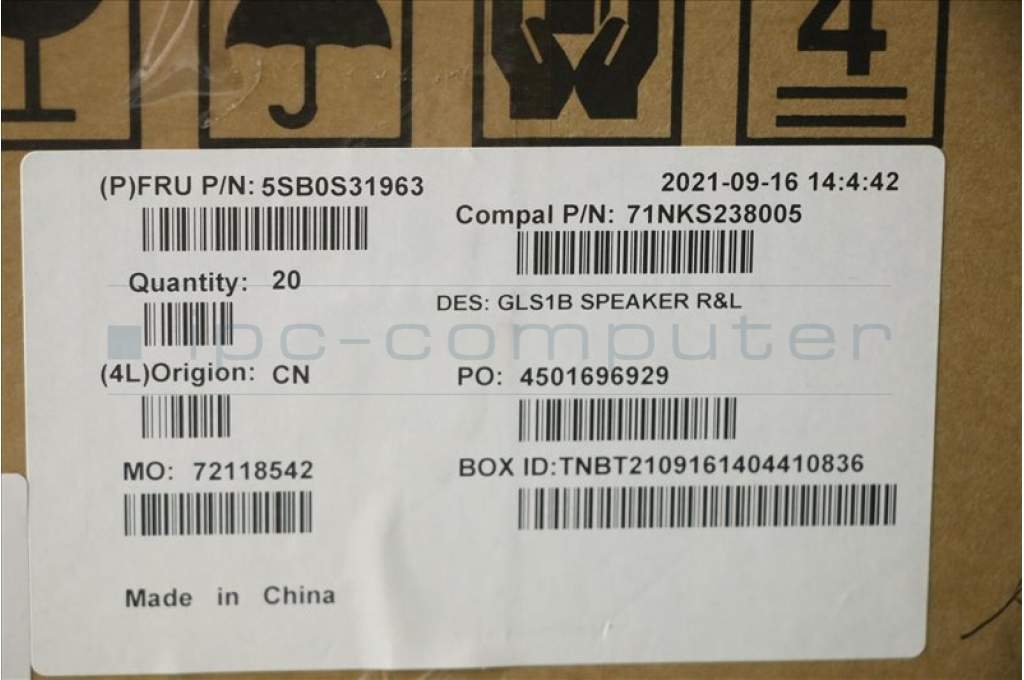 4
(P)FRU P/N: 5SB0S31963
2021-09-16 14:4:42
Compal P/N: 71NKS238005
Quantity: 20
DES: GLS1B SPEAKER R&L
ipc-computer
(4L)Origion: CN
PO: 4501696929
MO: 72118542
BOX ID:TNBT2109161404410836
Made in China